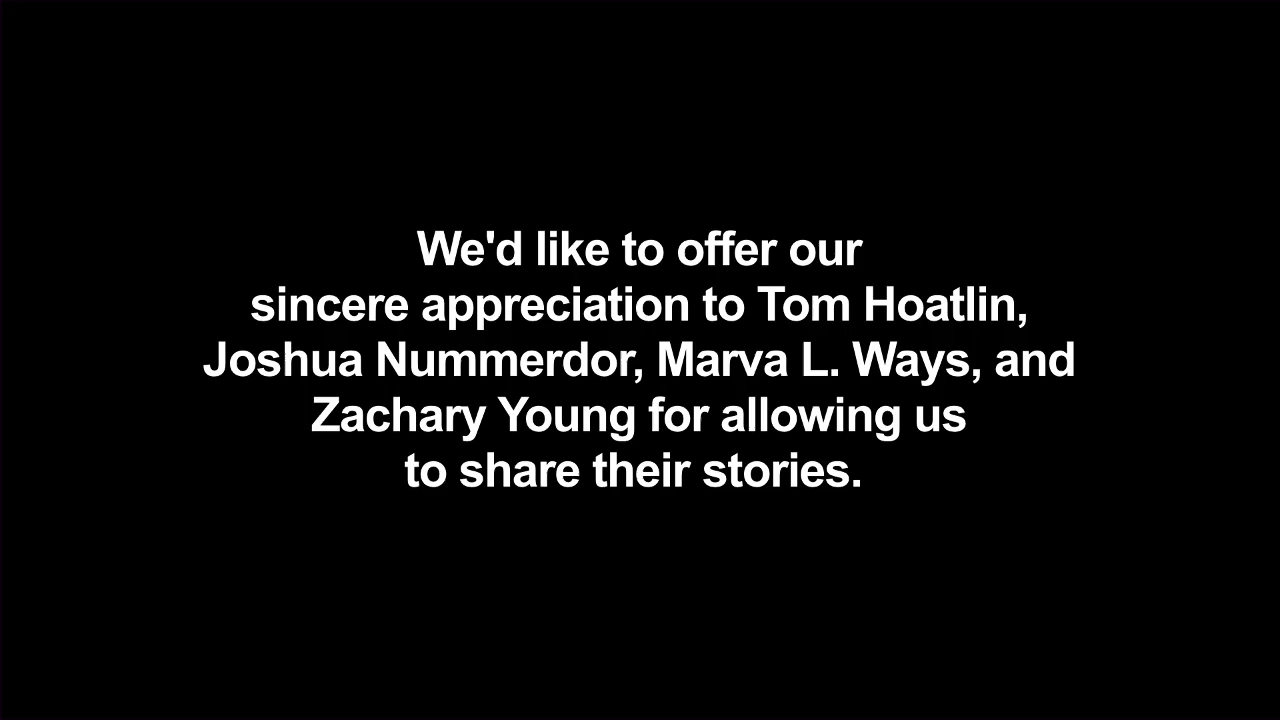 We'd like to offer our
sincere appreciation to Tom Hoatlin,
Joshua Nummerdor, Marva L. Ways, and
Zachary Young for allowing us
to share their stories.